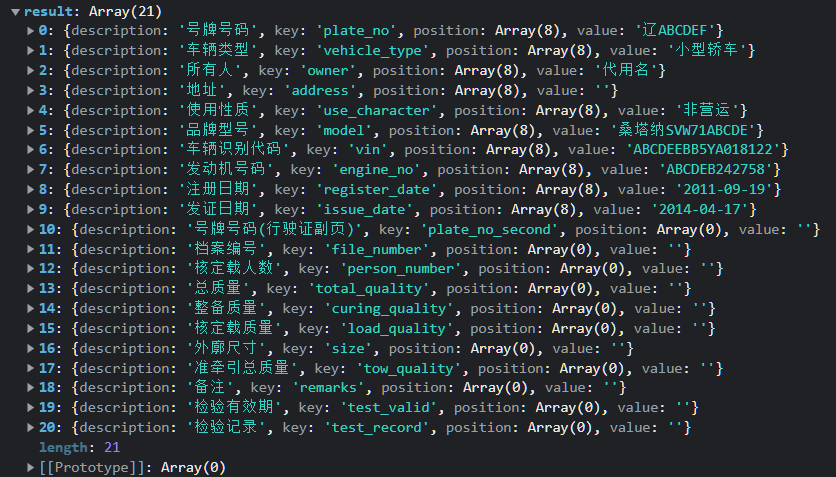 result: Array(21)
0: {description: '号牌号码', key: 'plate_no', position: Array(8), value: '辽ABCDEF'}
1: {description: '车辆类型', key: 'vehicle_type', position: Array(8), value: '小型轿车'}
2: {description: '所有人', key: 'owner', position: Array(8), value: '代用名'}
3: {description: '地址', key: 'address', position: Array(8), value: ''}
4: {description: '使用性质', key: 'use_character', position: Array(8), value: '非营运'}
5: {description: '品牌型号', key: 'model', position: Array(8), value: '桑塔纳SVW71ABCDE'}
6: {description: '车辆识别代码', key: 'vin', position: Array(8), value: 'ABCDEEBB5YA018122'}
7: {description: '发动机号码', key: 'engine_no', position: Array(8), value: 'ABCDEB242758'}
8: {description: '注册日期', key: 'register_date', position: Array(8), value: '2011-09-19'}
9: {description: '发证日期', key: 'issue_date', position: Array(8), value: '2014-04-17'}
10: {description: '号牌号码(行驶证副页)', key: 'plate_no_second', position: Array(0), value: ''}
11: {description: '档案编号', key: 'file_number', position: Array(0), value: ''}
12: {description: '核定载人数', key: 'person_number', position: Array(0), value: ''}
13: {description: '总质量', key: 'total_quality', position: Array(0), value: ''}
14: {description: '整备质量', key: 'curing_quality', position: Array(0), value: ''}
15: {description: '核定载质量', key: 'load_quality', position: Array(0), value: ''}
16: {description: '外廓尺寸', key: 'size', position: Array(0), value: ''}
17: {description: '准牵引总质量', key: 'tow_quality', position: Array(0), value: ''}
18: {description: '备注', key: 'remarks', position: Array(0), value: ''}
19: {description: '检验有效期', key: 'test_valid', position: Array(0), value: ''}
20: {description: '检验记录', key: 'test_record', position: Array(0), value: ''}
length: 21
[[Prototype]]: Array(0)